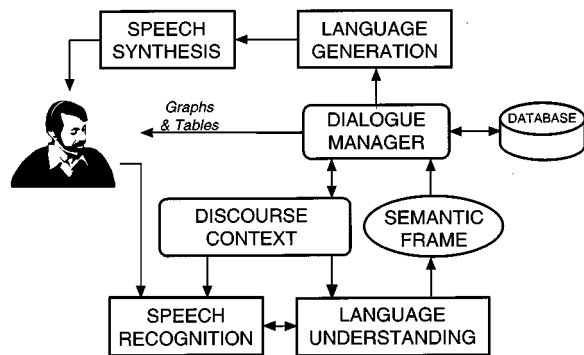 SPEECH
SYNTHESIS
LANGUAGE
GENERATION
Graphs
& Tables
DIALOGUE
MANAGER
DATABASE
DISCOURSE
CONTEXT
SEMANTIC
FRAME
SPEECH
RECOGNITION
LANGUAGE
UNDERSTANDING